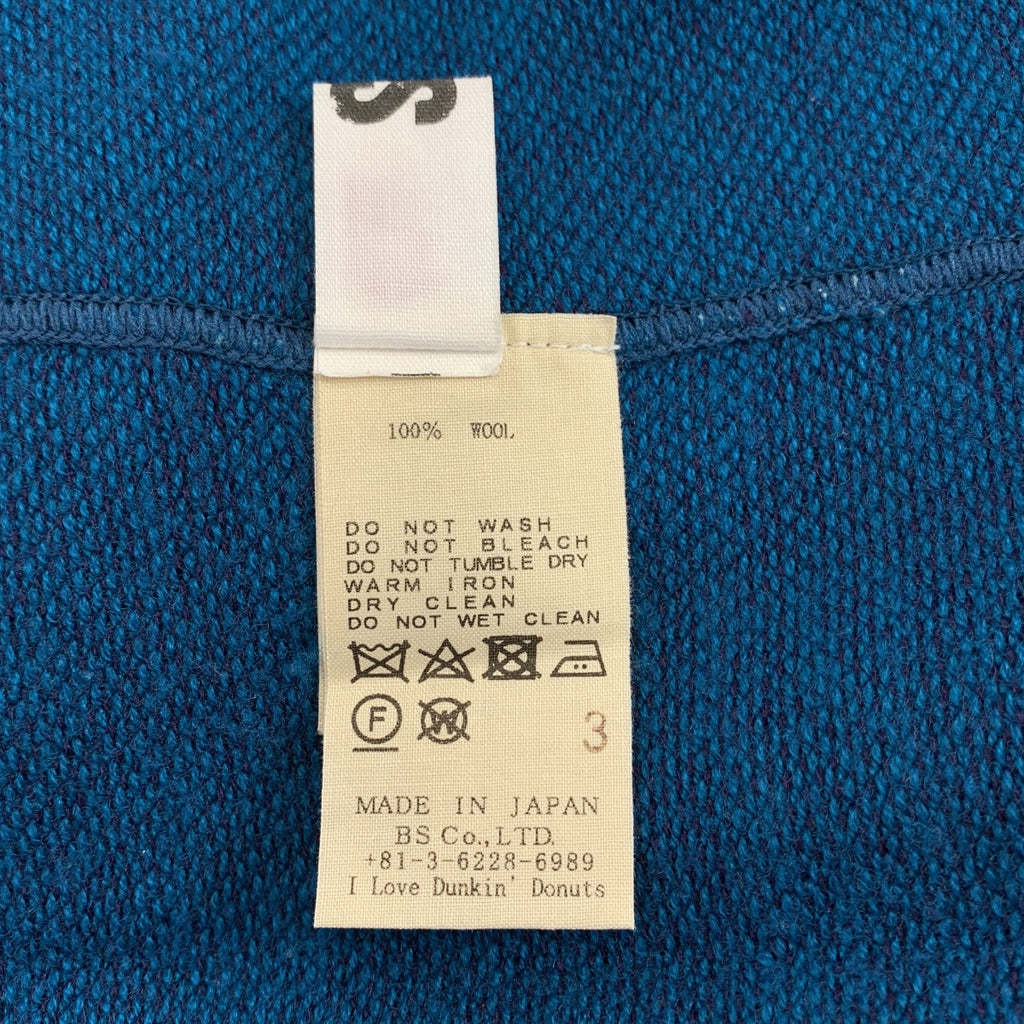 S
100% WOOL
DO NOT WASH
DO NOT BLEACH
DO NOT TUMBLE DRY
WARM IRON
DRY CLEAN
DO NOT WET CLEAN
F W
3
MADE IN JAPAN
BS Co.,LTD.
+81-3-6228-6989
I Love Dunkin' Donuts